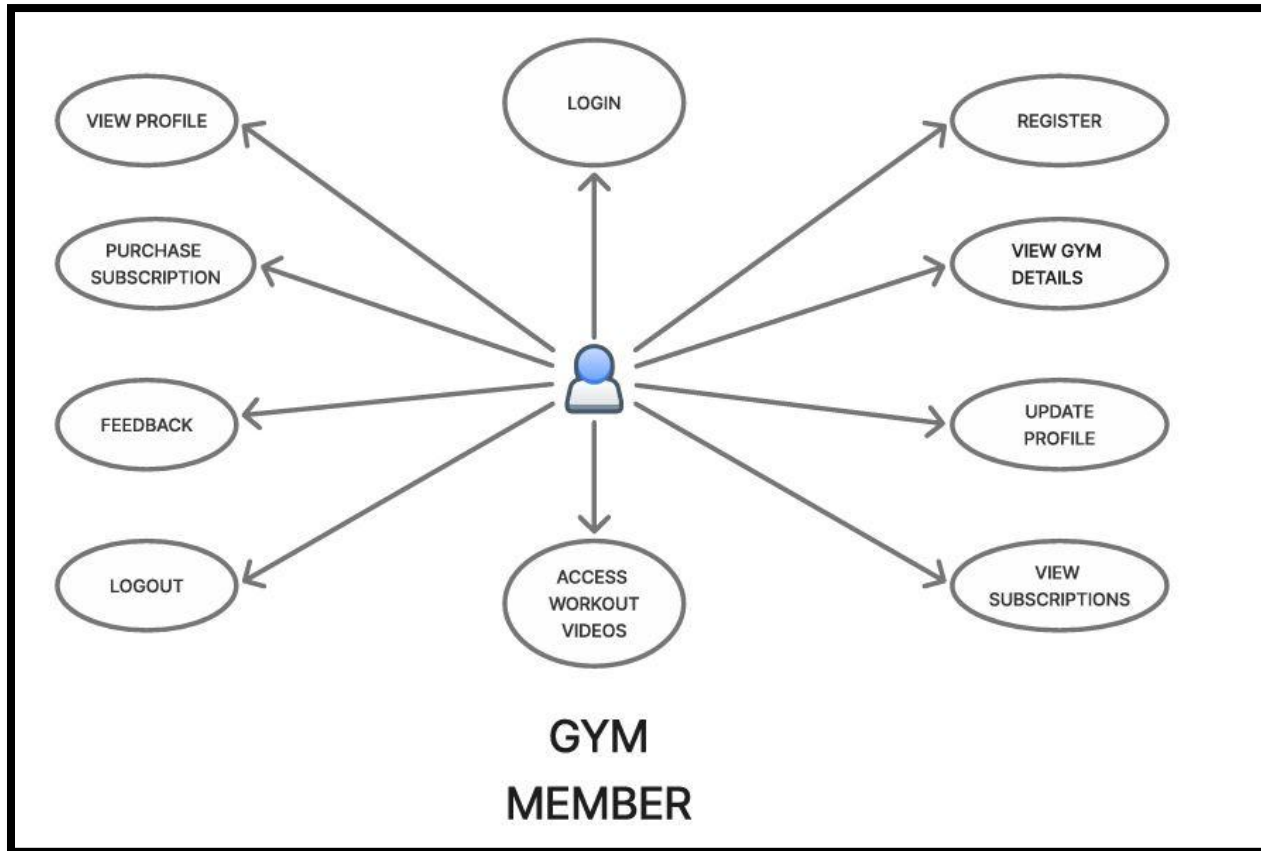 VIEW PROFILE
LOGIN
REGISTER
PURCHASE
SUBSCRIPTION
VIEW GYM
DETAILS
FEEDBACK
UPDATE
PROFILE
LOGOUT
ACCESS
WORKOUT
VIDEOS
VIEW
SUBSCRIPTIONS
GYM
MEMBER